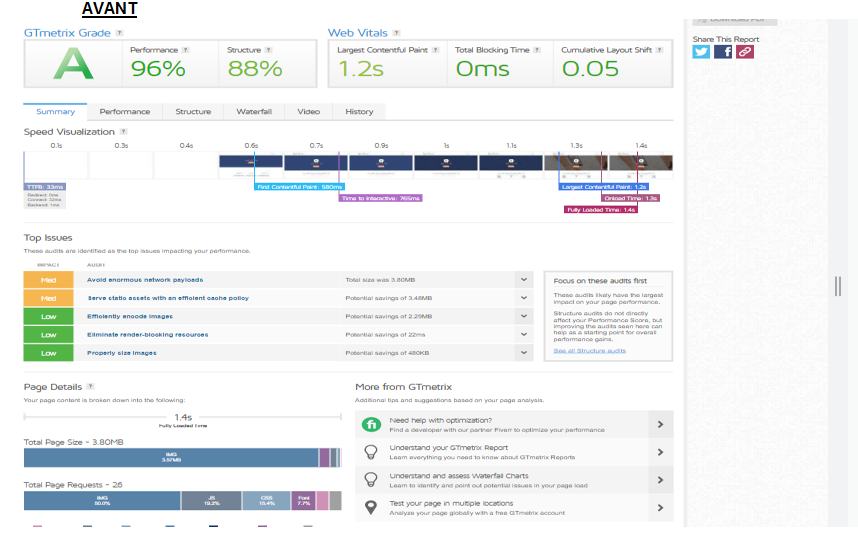 AVANT
DOWNLOAD PDF
GTmetrix Grade ?
Web Vitals ?
Share This Report
A
Performance ?
96%
Structure ?
88%
Largest Contentful Paint ?
1.2s
Total Blocking Time ?
0ms
Cumulative Layout Shift ?
0.05
Summary Performance Structure Waterfall Video History
Speed Visualization ?
0.1s 0.3s 0.4s 0.6s 0.7s 0.9s 1s 1.1s 1.3s 1.4s
TTFB: 33ms
Redirect: 0ms
Connect: 32ms
Backend: 1ms
First Contentful Paint: 580ms
Time to Interactive: 765ms
Largest Contentful Paint: 1.2s
Onload Time: 1.3s
Fully Loaded Time: 1.4s
Top Issues
These audits are identified as the top issues impacting your performance.
IMPACT AUDIT
Med Avoid enormous network payloads Total size was 3.80MB
Med Serve static assets with an efficient cache policy Potential savings of 3.48MB
Low Efficiently encode images Potential savings of 2.29MB
Low Eliminate render-blocking resources Potential savings of 22ms
Low Properly size images Potential savings of 480KB
Focus on these audits first
These audits likely have the largest
impact on your page performance.
Structure audits do not directly
affect your Performance Score, but
improving the audits seen here can
help as a starting point for overall
performance gains.
See all Structure audits
Page Details ?
Your page content is broken down into the following:
1.4s
Fully Loaded Time
Total Page Size - 3.80MB
IMG
3.57MB
Total Page Requests - 26
IMG
50.0%
JS
19.2%
CSS
15.4%
Font
7.7%
More from GTmetrix
Additional tips and suggestions based on your page analysis.
fi
Need help with optimization?
Find a developer with our partner Fiverr to optimize your performance
Understand your GTmetrix Report
Learn everything you need to know about GTmetrix Reports
Understand and assess Waterfall Charts
Learn to identify and point out potential issues in your page load
Test your page in multiple locations
Analyze your page globally with a free GTmetrix account